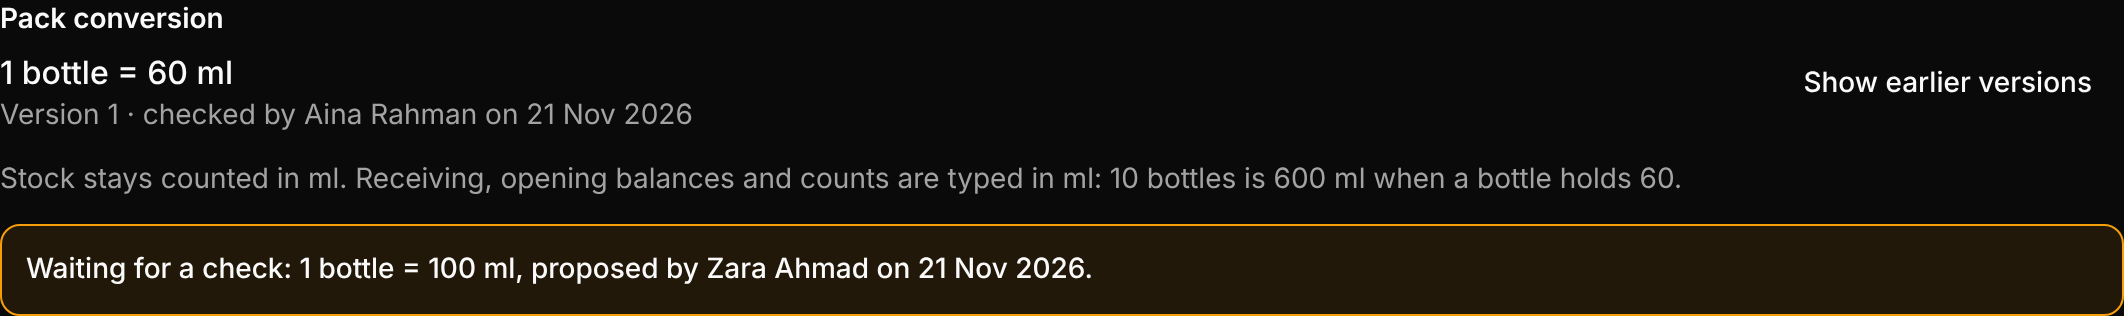 Pack conversion
1 bottle = 60 ml
Show earlier versions
Version 1 · checked by Aina Rahman on 21 Nov 2026
Stock stays counted in ml. Receiving, opening balances and counts are typed in ml: 10 bottles is 600 ml when a bottle holds 60.
Waiting for a check: 1 bottle = 100 ml, proposed by Zara Ahmad on 21 Nov 2026.